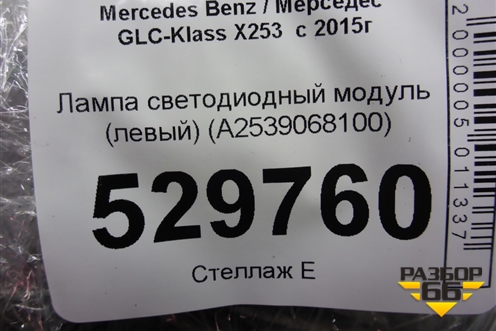 Mercedes Benz / Мерседес
GLC-Klass X253 с 2015г
Лампа светодиодный модуль
(левый) (A2539068100)
529760
Стеллаж Е
2000005011337
РАЗБОР
66